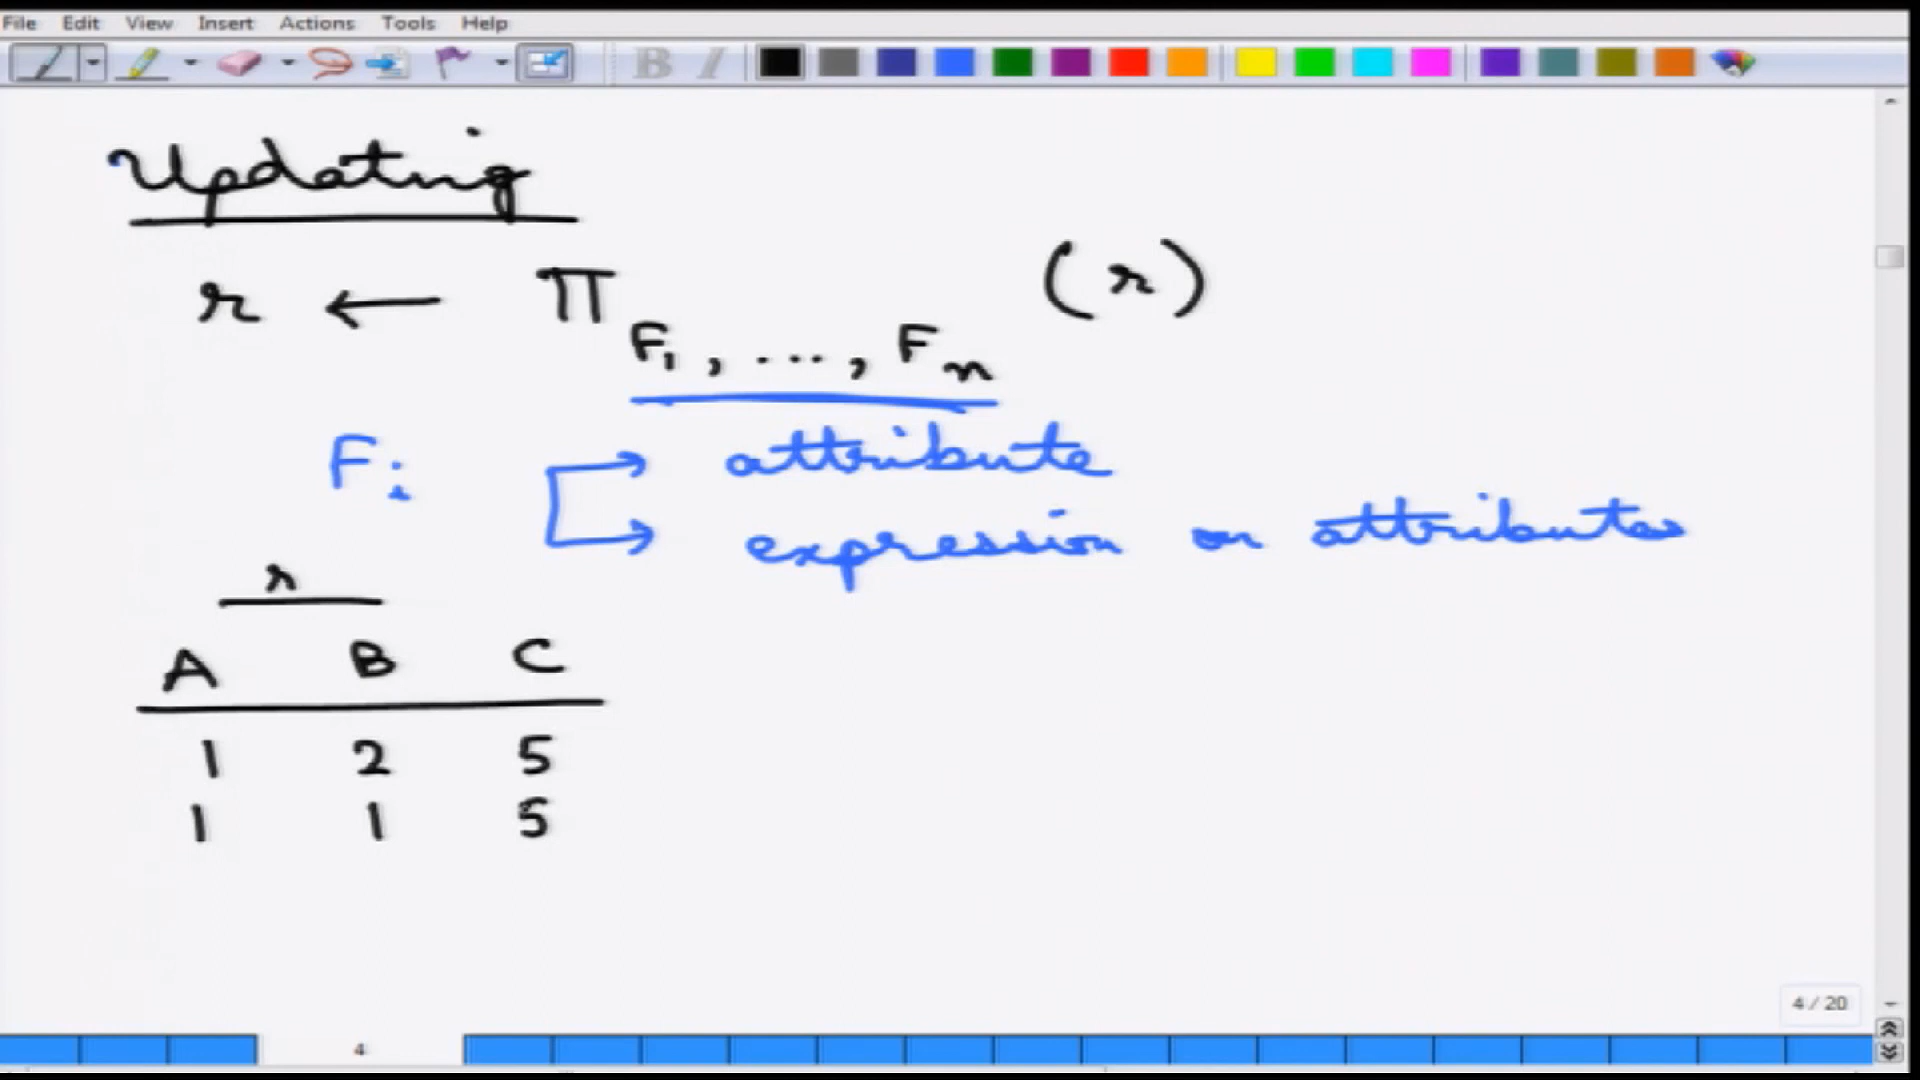 File Edit View Insert Actions Tools Help
B I
Updating
r ← Π F₁, ..., Fₙ (r)
Fᵢ → attribute
→ expression on attributes
r
A B C
1 2 5
1 1 5
4 / 20
4